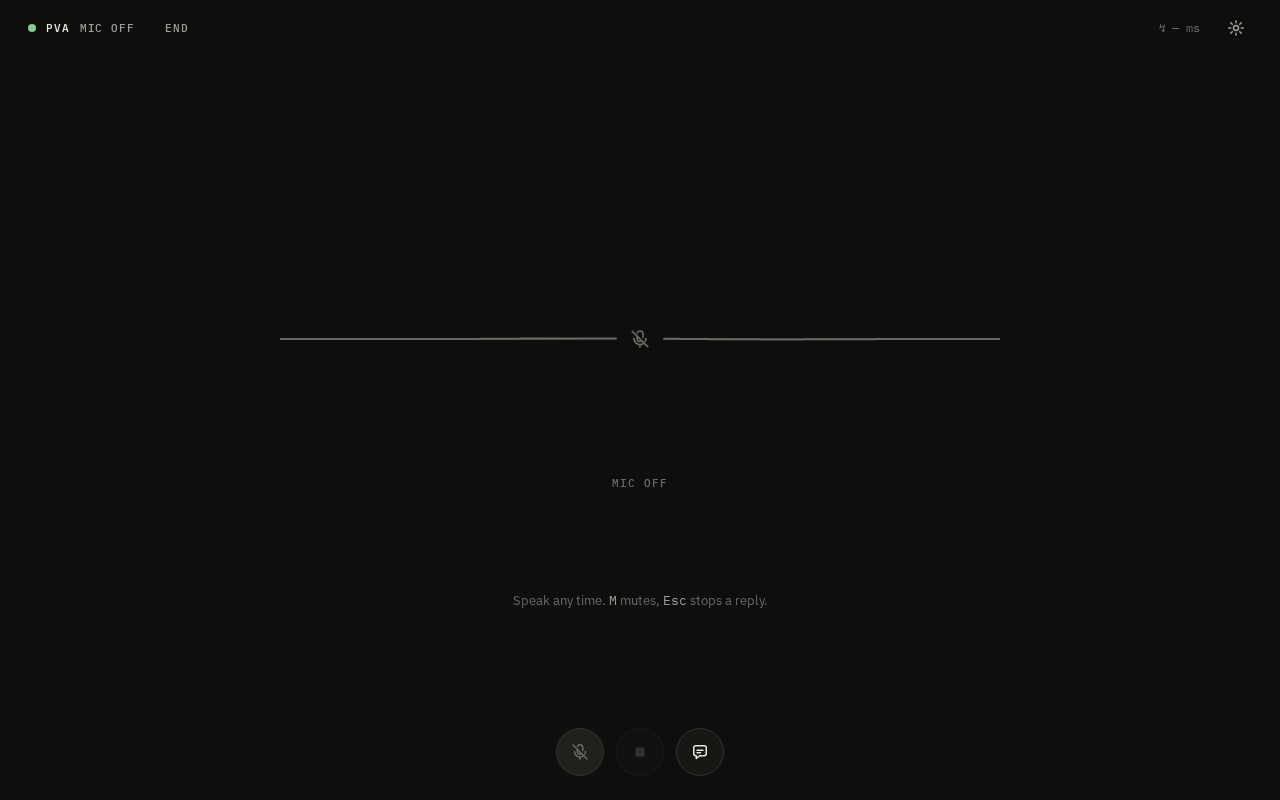 PVA MIC OFF END
↯ — ms
MIC OFF
Speak any time. M mutes, Esc stops a reply.